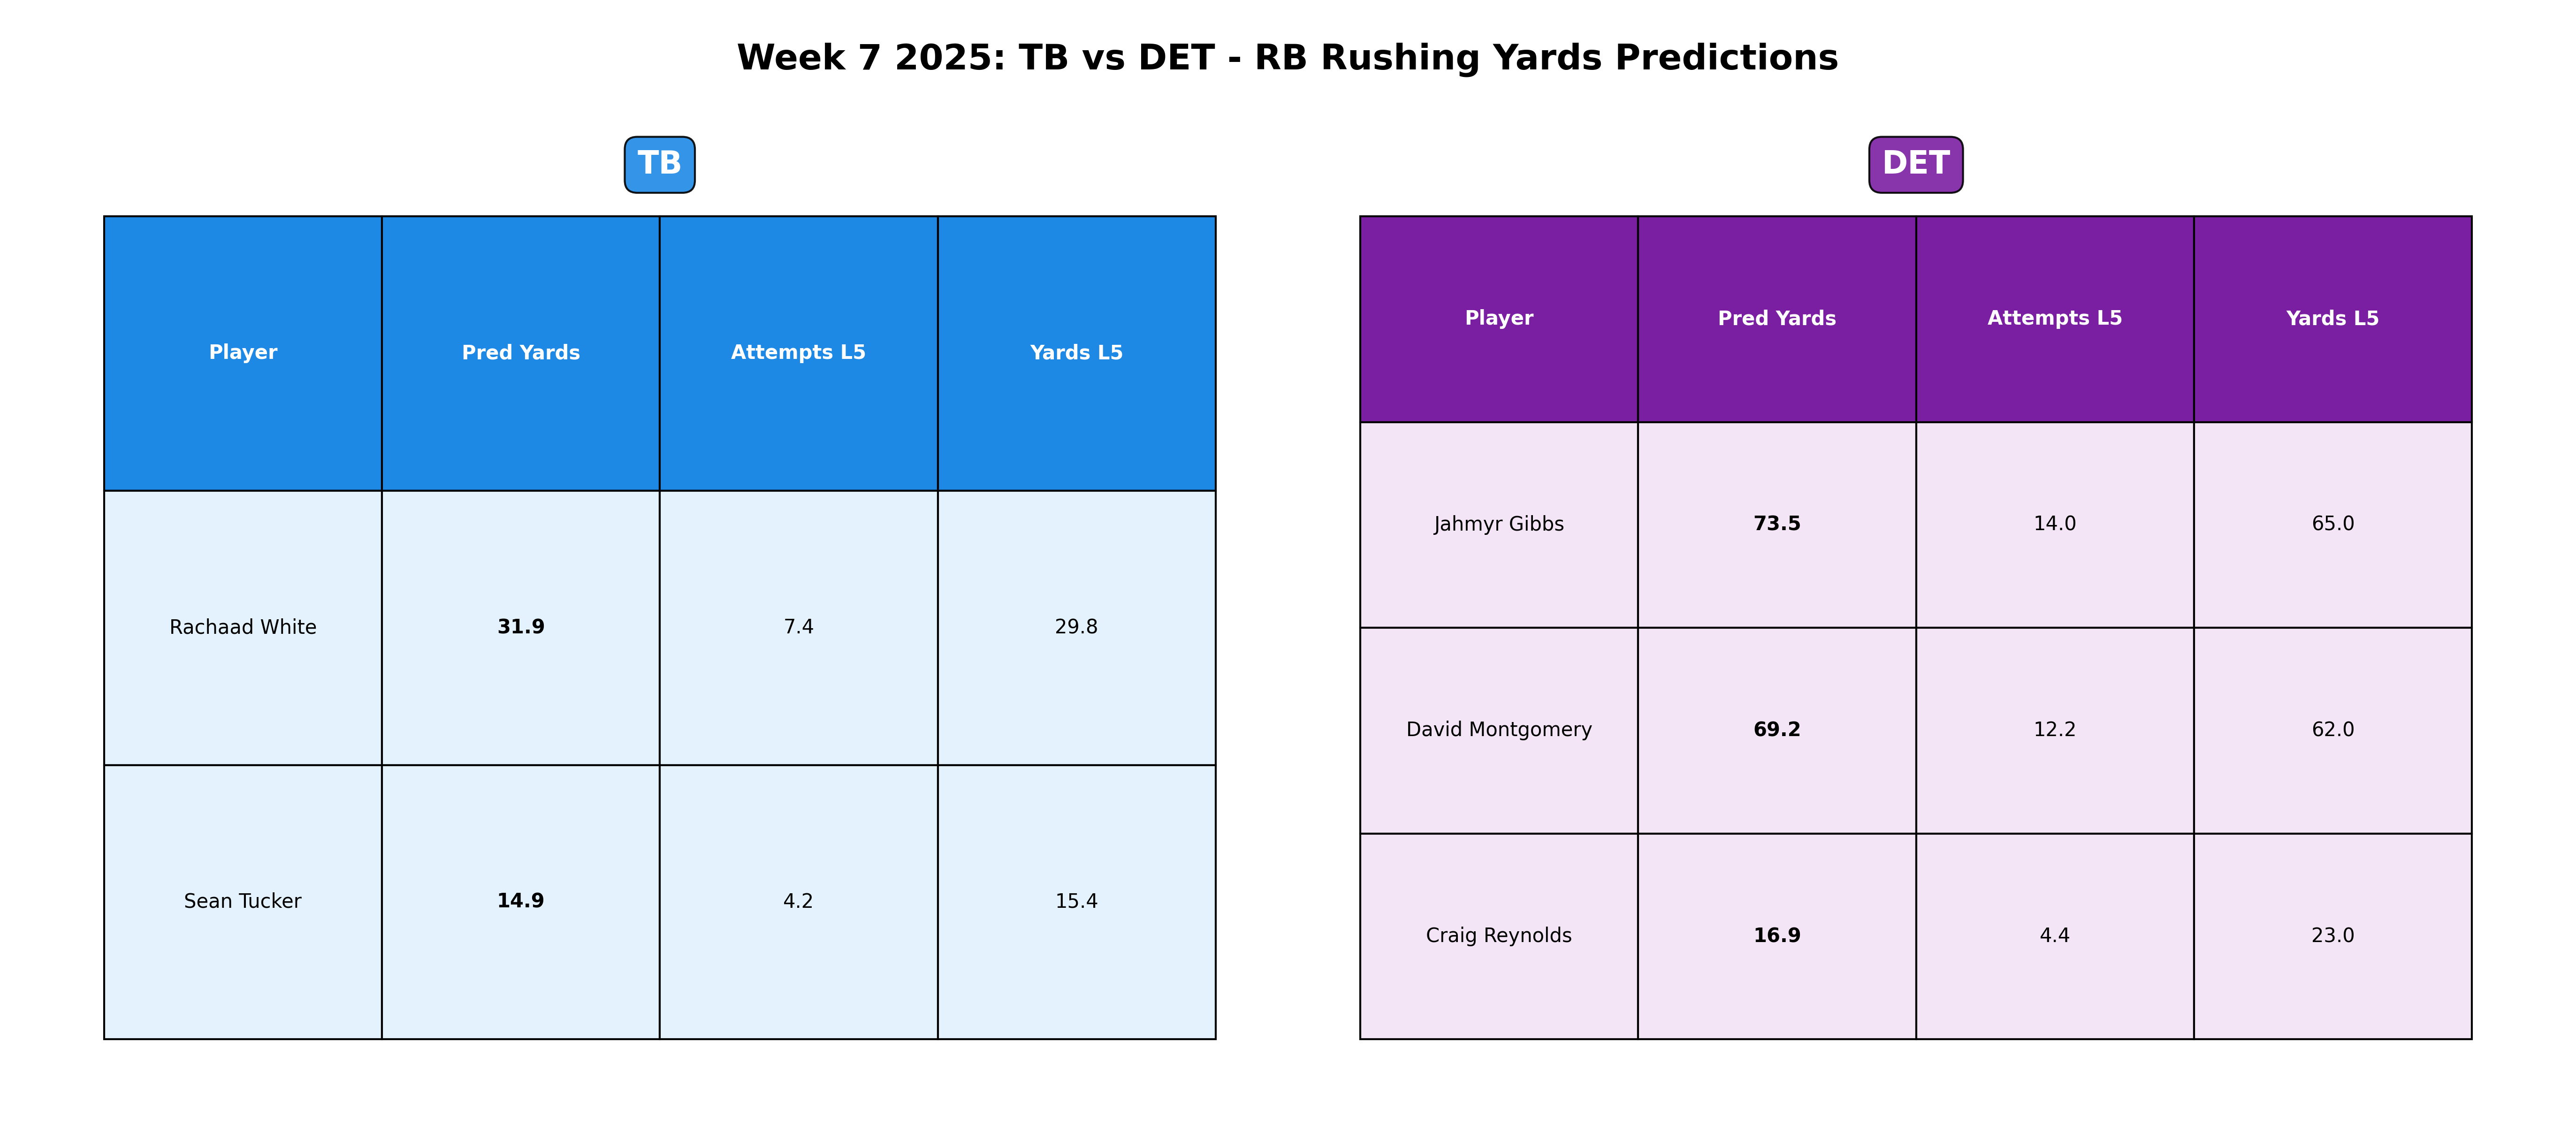 Week 7 2025: TB vs DET - RB Rushing Yards Predictions
TB
Player Pred Yards Attempts L5 Yards L5
Rachaad White 31.9 7.4 29.8
Sean Tucker 14.9 4.2 15.4
DET
Player Pred Yards Attempts L5 Yards L5
Jahmyr Gibbs 73.5 14.0 65.0
David Montgomery 69.2 12.2 62.0
Craig Reynolds 16.9 4.4 23.0